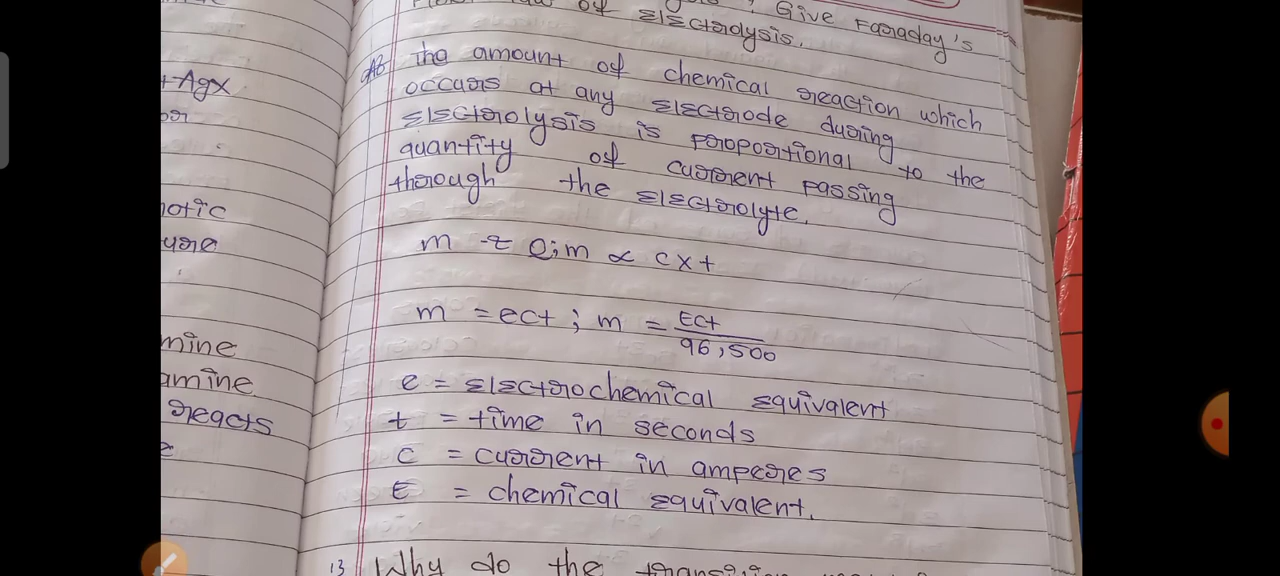 Give Faraday's
law of Electrolysis.
+ Agx
Ab The amount of chemical reaction which
occurs at any Electrode during
Electrolysis is proportional to the
quantity of current passing
through the Electrolyte.
m Q; m ∝ c x t
m = ect ; m = Ect / 96,500
mine
amine
reacts
e = Electrochemical Equivalent
t = time in seconds
c = current in amperes
E = chemical Equivalent.
13 Why do the